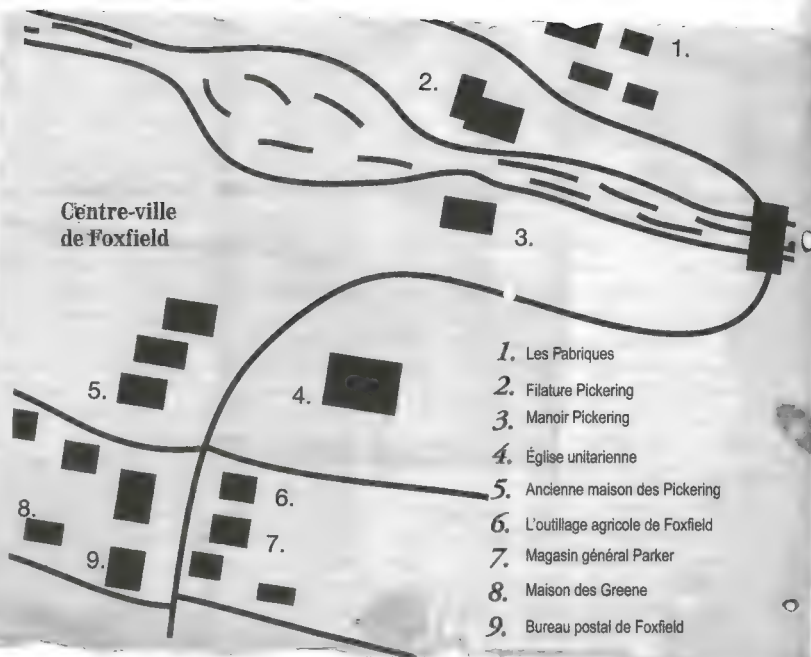 1.
2.
Centre-ville
de Foxfield
3.
4.
5.
6.
7.
8.
9.
1. Les Pabriques
2. Filature Pickering
3. Manoir Pickering
4. Église unitarienne
5. Ancienne maison des Pickering
6. L'outillage agricole de Foxfield
7. Magasin général Parker
8. Maison des Greene
9. Bureau postal de Foxfield